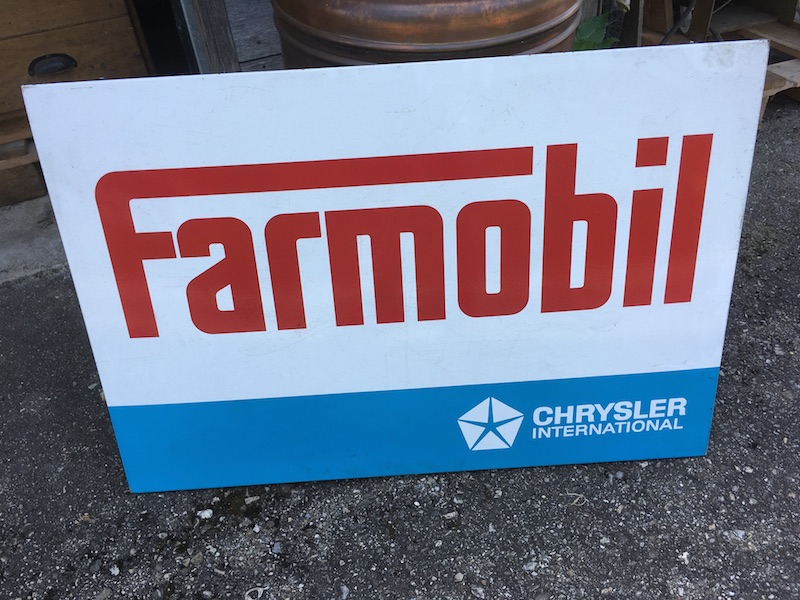 Farmobil
CHRYSLER
INTERNATIONAL